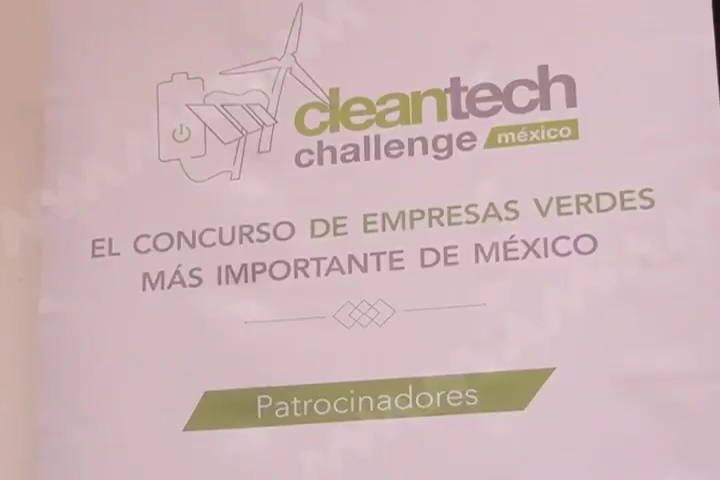 cleantech
challenge méxico
EL CONCURSO DE EMPRESAS VERDES
MÁS IMPORTANTE DE MÉXICO
Patrocinadores